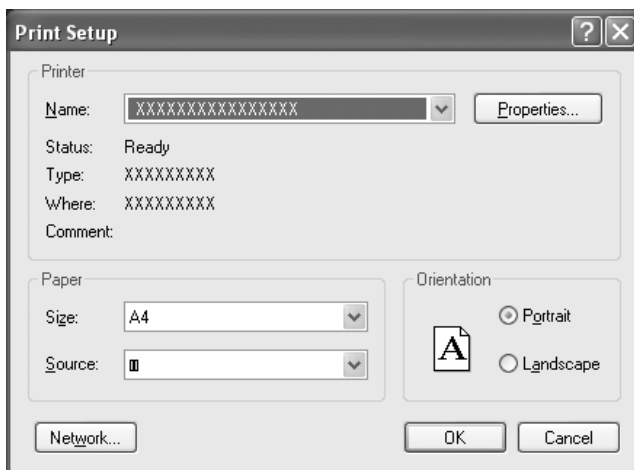 Print Setup
Printer
Name: XXXXXXXXXXXXXXXX Properties...
Status: Ready
Type: XXXXXXXXX
Where: XXXXXXXXX
Comment:
Paper
Size: A4
Source:
Orientation
A
Portrait
Landscape
Network... OK Cancel